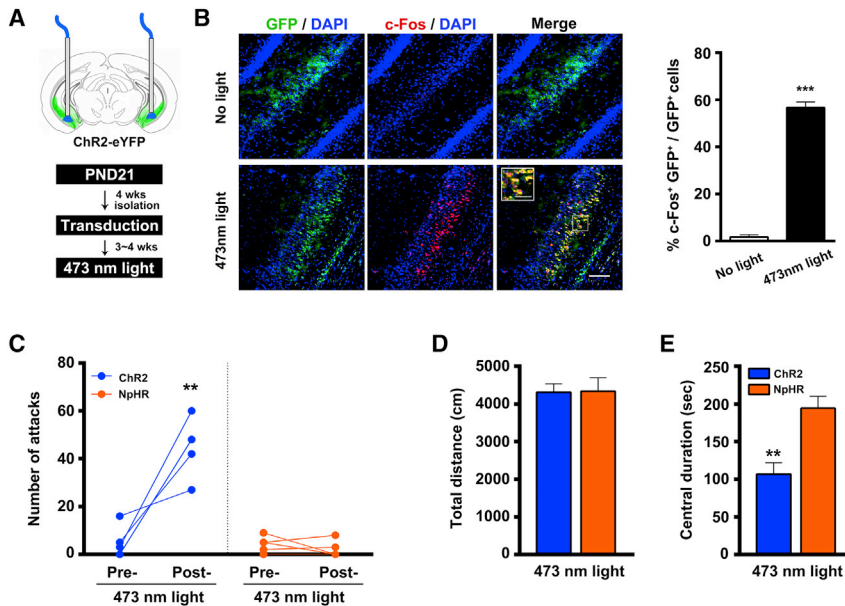 A
ChR2-eYFP
PND21
4 wks
isolation
Transduction
3~4 wks
473 nm light
B
GFP / DAPI
c-Fos / DAPI
Merge
No light
473nm light
% c-Fos⁺ GFP⁺ / GFP⁺ cells
80
60
40
20
0
***
No light
473nm light
C
Number of attacks
80
60
40
20
0
ChR2
NpHR
**
Pre-
Post-
Pre-
Post-
473 nm light
473 nm light
D
Total distance (cm)
5000
4000
3000
2000
1000
0
473 nm light
E
Central duration (sec)
250
200
150
100
50
0
ChR2
NpHR
**
473 nm light